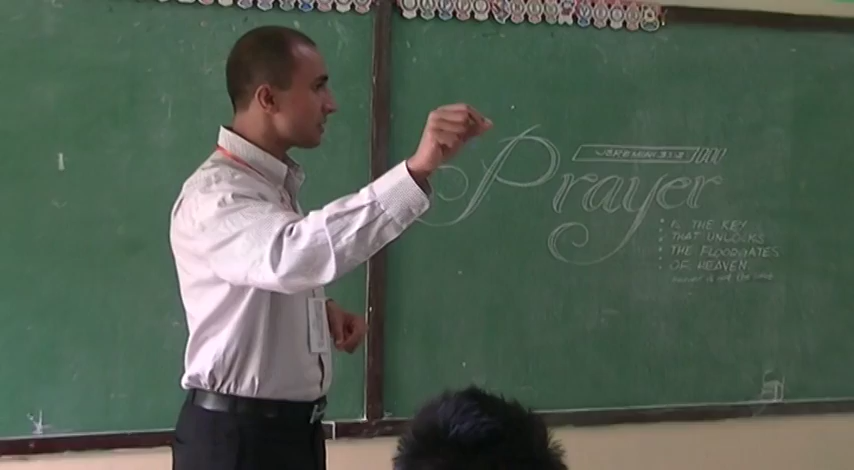 JEREMIAH 33:3
Prayer
IS THE KEY
THAT UNLOCKS
THE FLOODGATES
OF HEAVEN